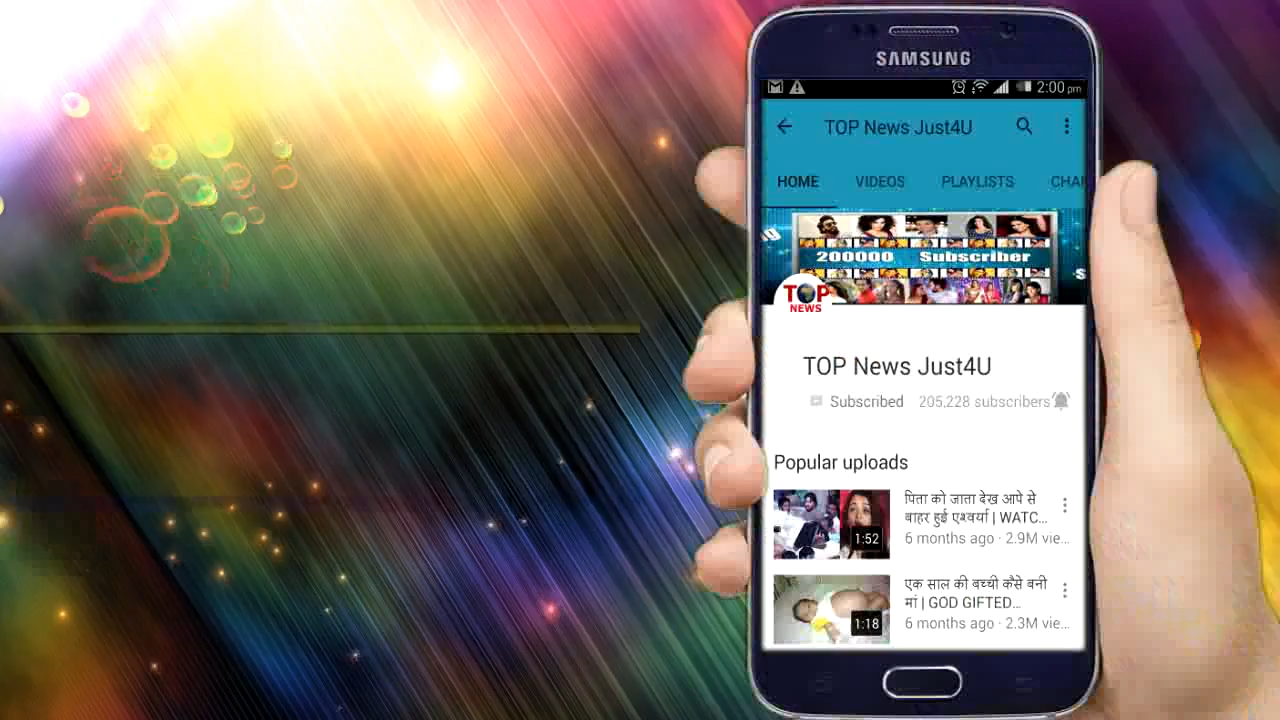 SAMSUNG
2:00 pm
TOP News Just4U
HOME VIDEOS PLAYLISTS CHA
200000 Subscriber
TOP
NEWS
TOP News Just4U
Subscribed 205,228 subscribers
Popular uploads
पिता को जाता देख आपे से
बाहर हुई एश्वर्या | WATC...
6 months ago · 2.9M vie...
1:52
एक साल की बच्ची कैसे बनी
मां | GOD GIFTED...
6 months ago · 2.3M vie...
1:18